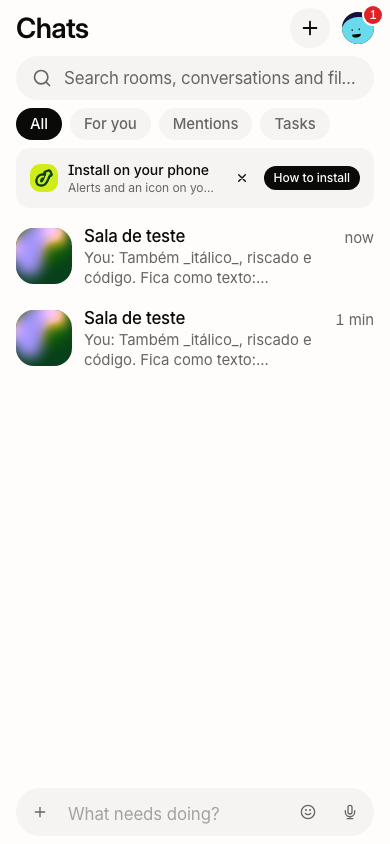 Chats
1
Search rooms, conversations and fil...
All
For you
Mentions
Tasks
Install on your phone
Alerts and an icon on yo...
How to install
Sala de teste
now
You: Também _itálico_, riscado e
código. Fica como texto:...
Sala de teste
1 min
You: Também _itálico_, riscado e
código. Fica como texto:...
What needs doing?